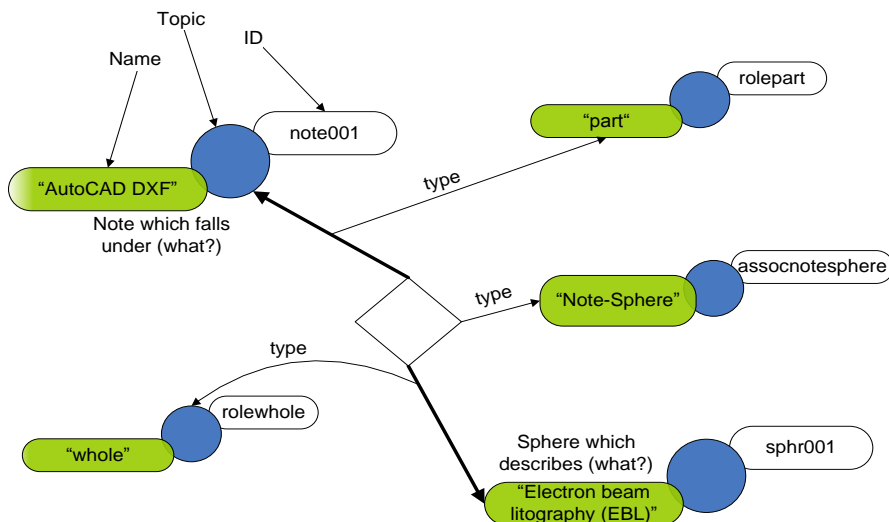 Topic
ID
Name
rolepart
"part"
note001
type
"AutoCAD DXF"
Note which falls
under (what?)
assocnotesphere
type
"Note-Sphere"
type
rolewhole
"whole"
Sphere which
describes (what?)
sphr001
"Electron beam
litography (EBL)"